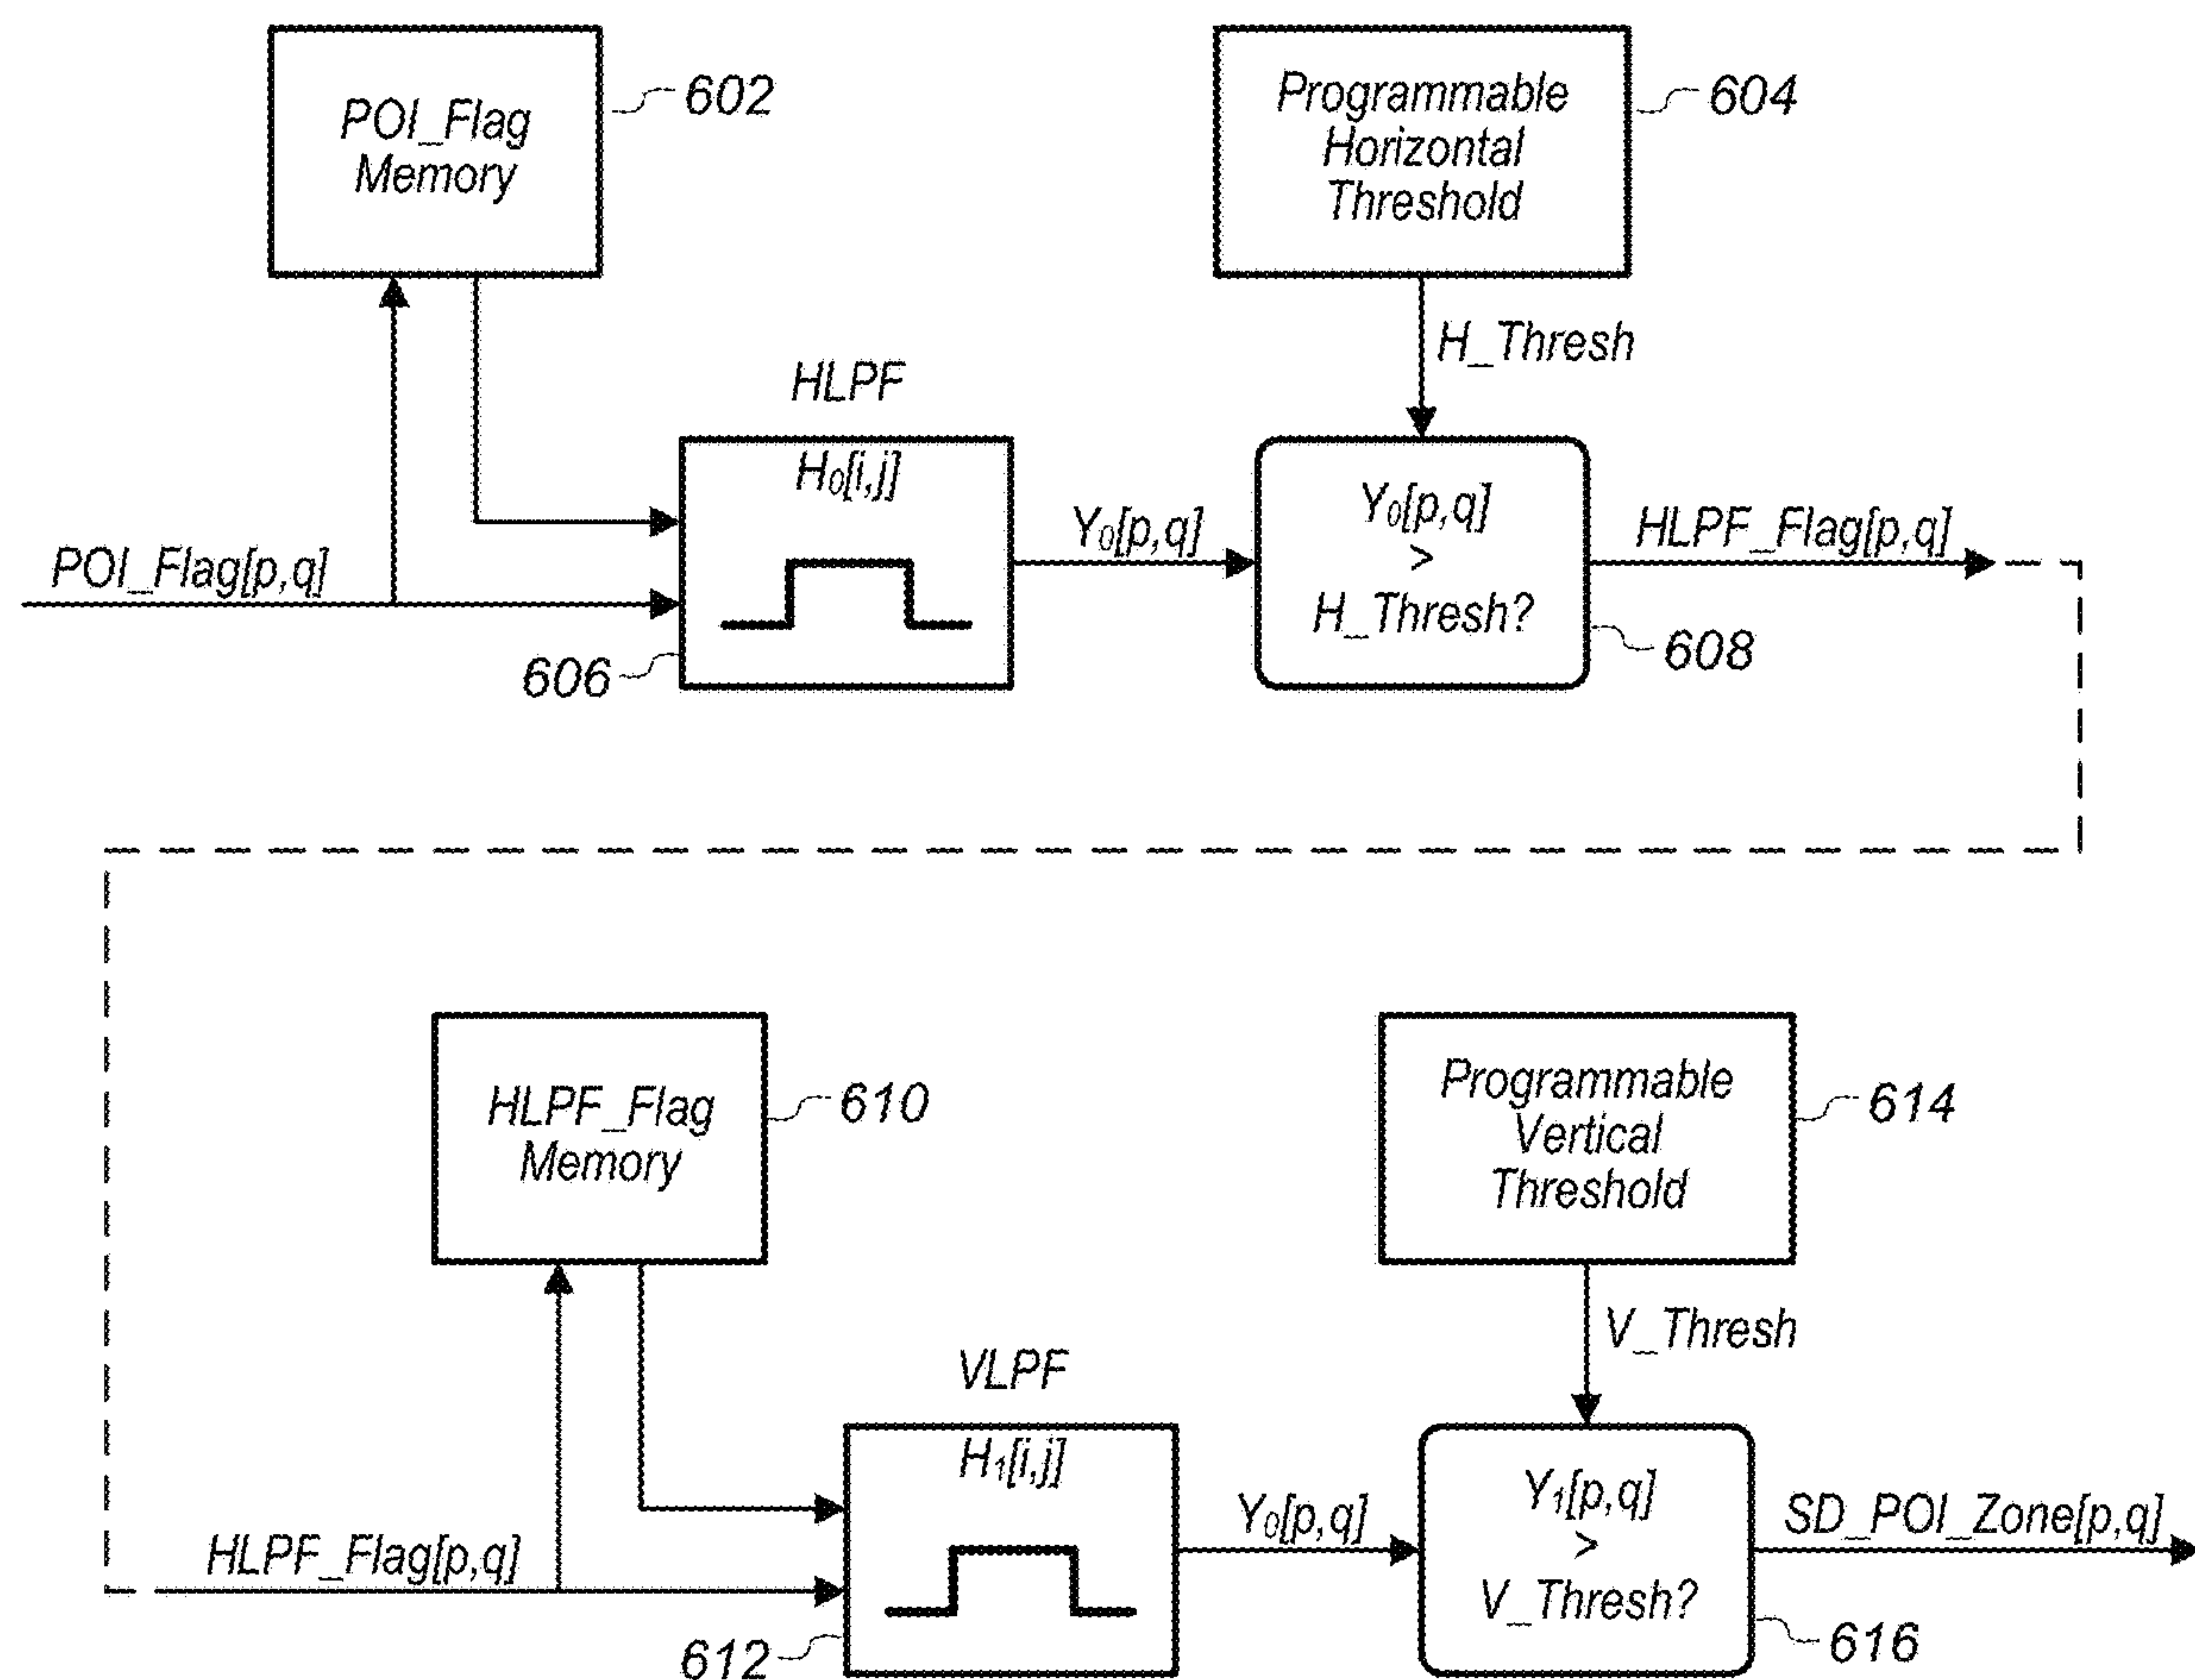 POI_Flag
Memory
602
Programmable
Horizontal
Threshold
604
H_Thresh
HLPF
H₀[i,j]
POI_Flag[p,q]
606
Y₀[p,q]
Y₀[p,q]
>
H_Thresh?
608
HLPF_Flag[p,q]
HLPF_Flag
Memory
610
Programmable
Vertical
Threshold
614
V_Thresh
VLPF
H₁[i,j]
HLPF_Flag[p,q]
612
Y₀[p,q]
Y₁[p,q]
>
V_Thresh?
616
SD_POI_Zone[p,q]